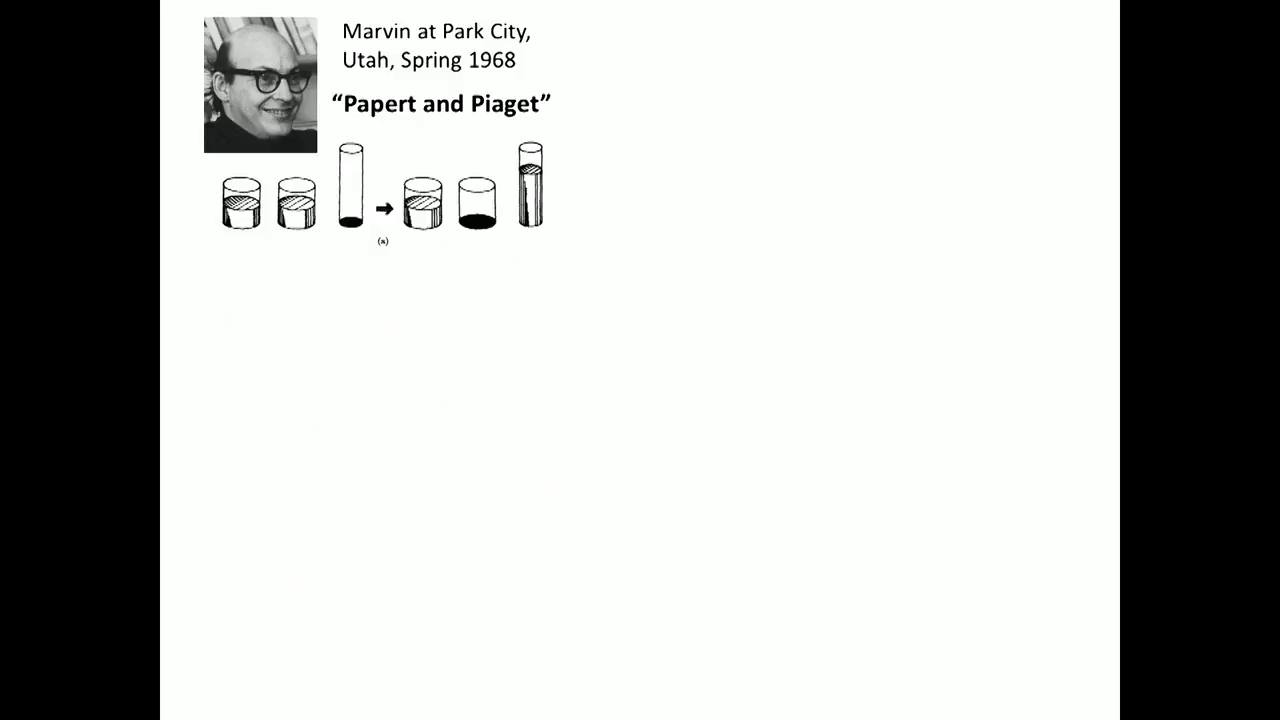 Marvin at Park City,
Utah, Spring 1968
“Papert and Piaget”
(a)